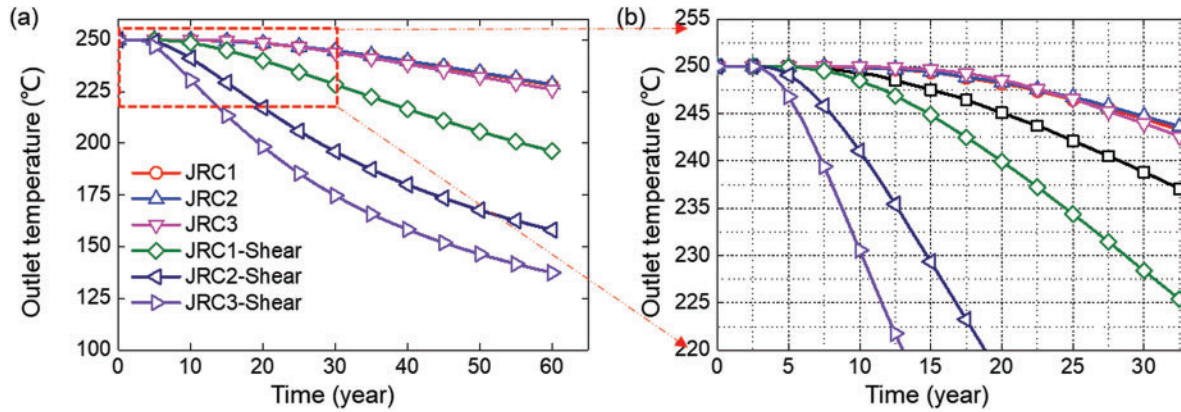 (a)
Outlet temperature (℃)
250
225
200
175
150
125
100
JRC1
JRC2
JRC3
JRC1-Shear
JRC2-Shear
JRC3-Shear
0 10 20 30 40 50 60
Time (year)
(b)
Outlet temperature (℃)
255
250
245
240
235
230
225
220
0 5 10 15 20 25 30
Time (year)